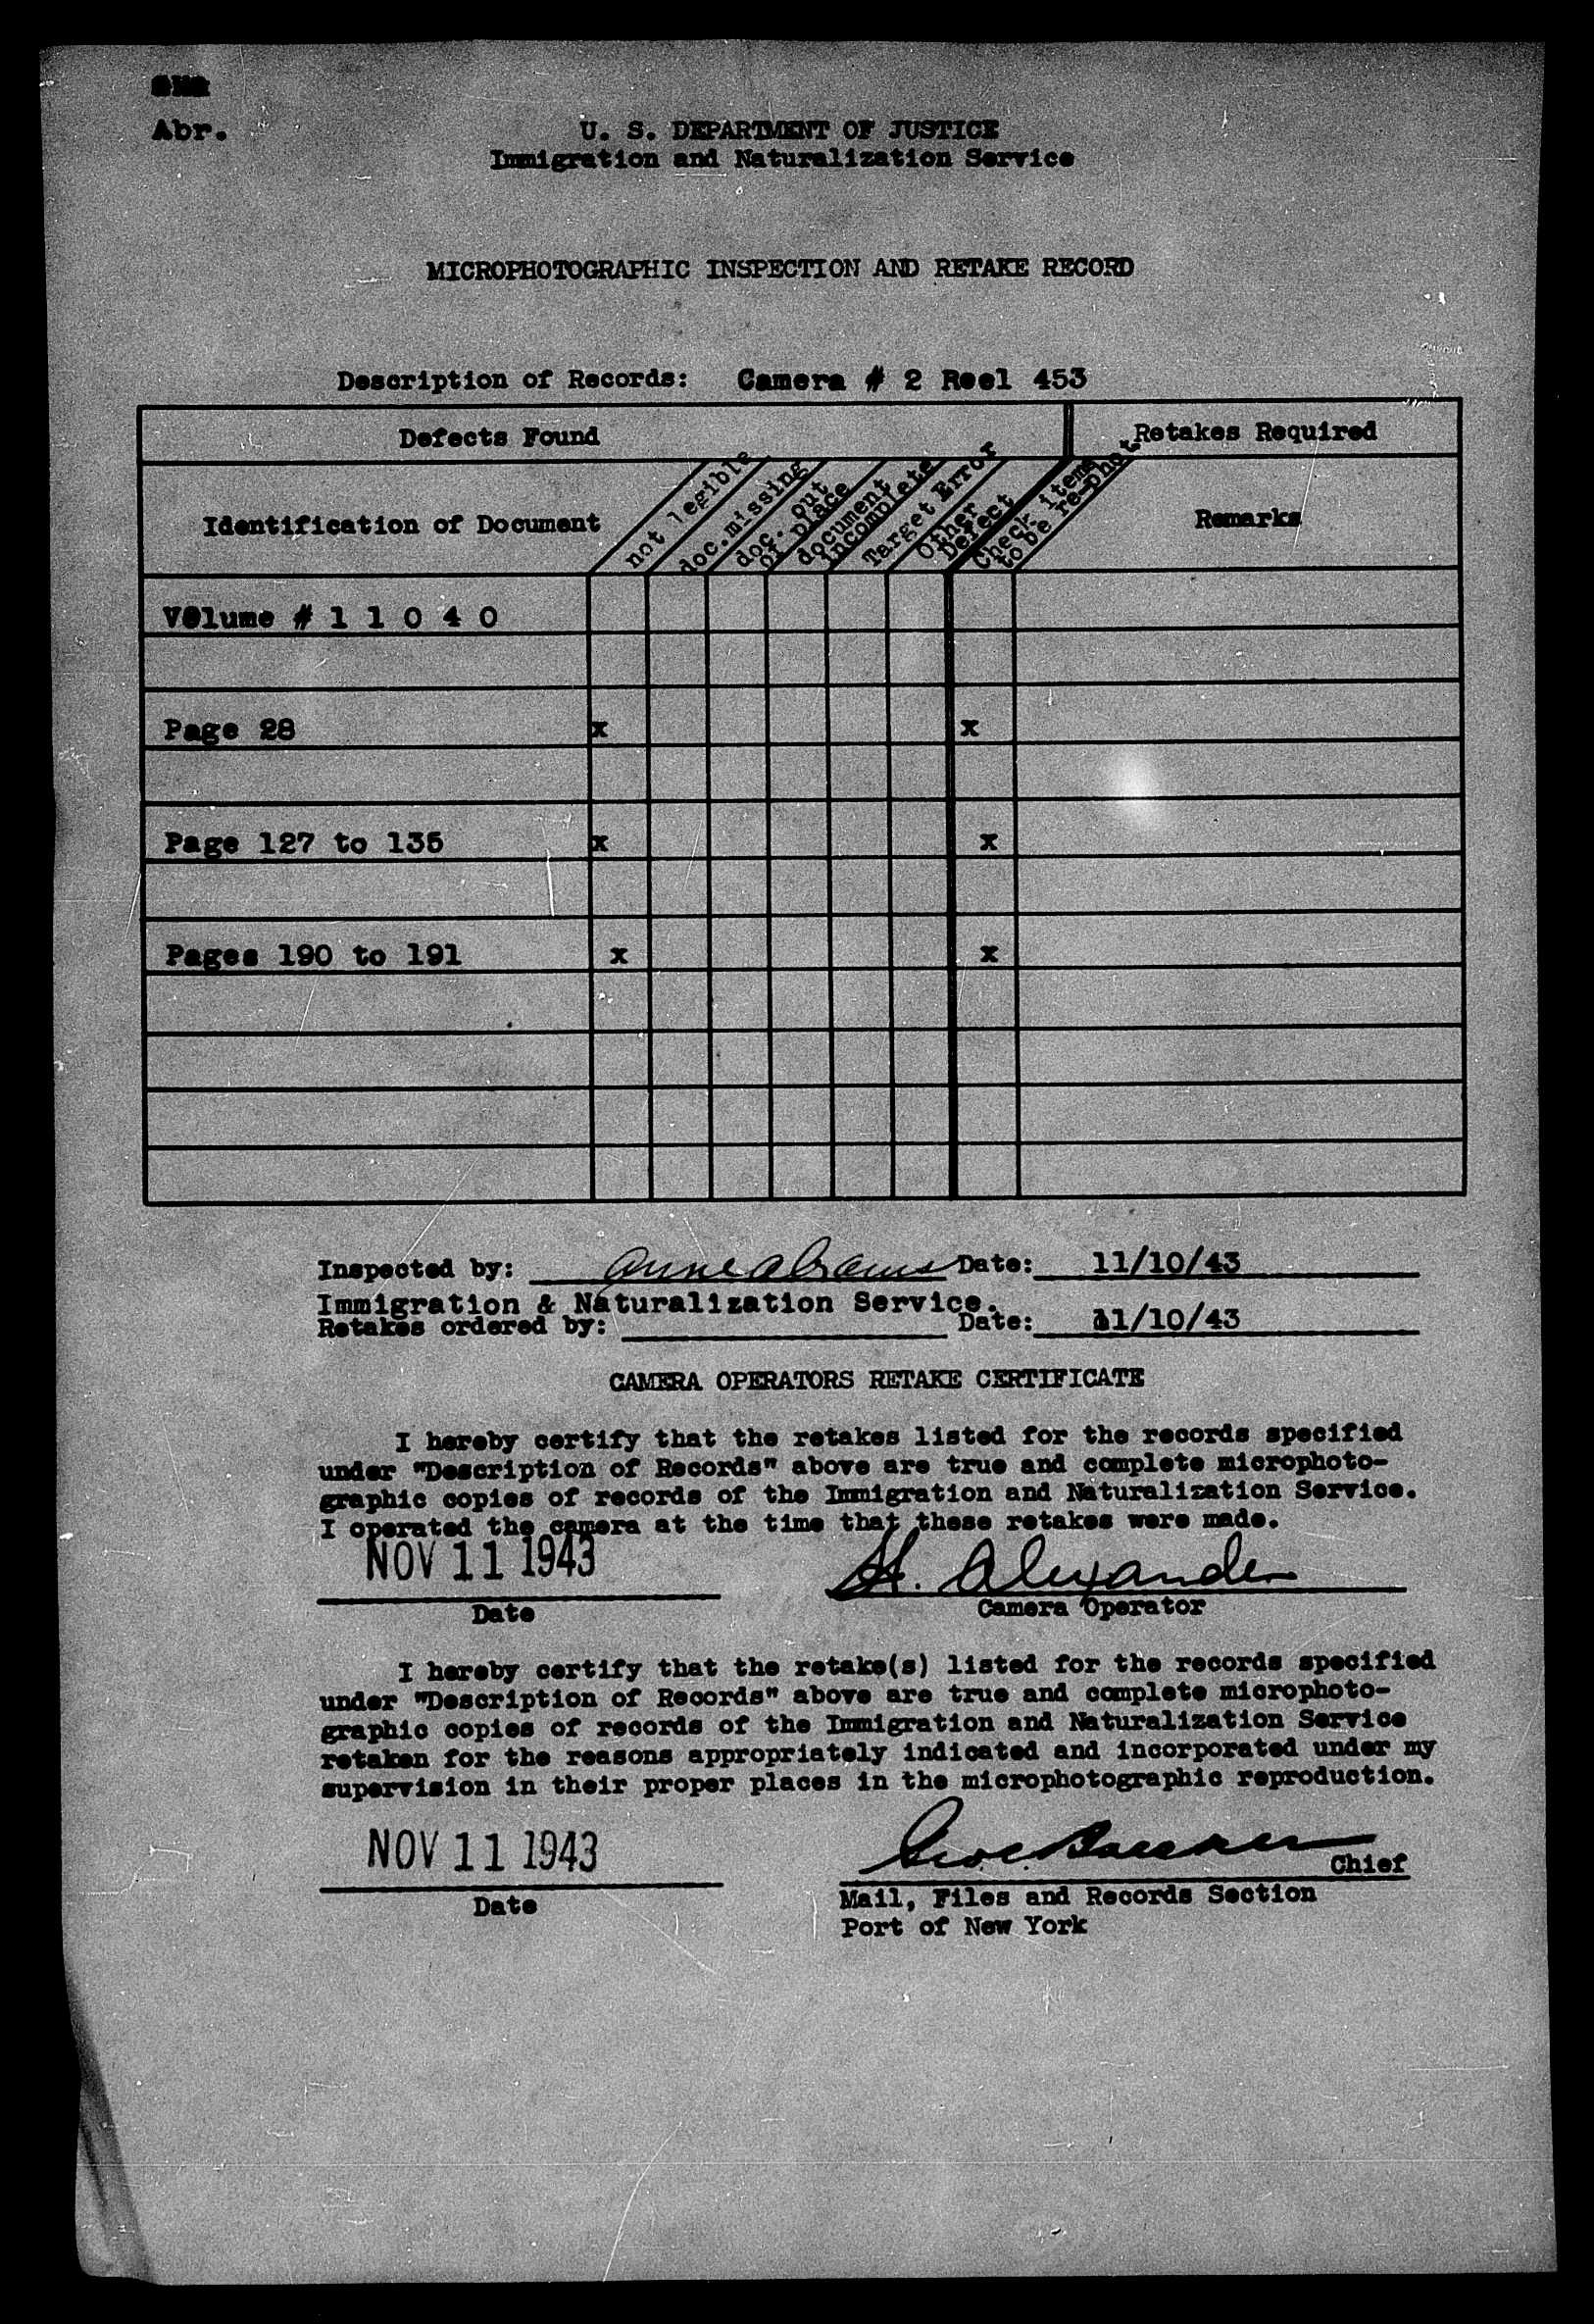 Abr.
U. S. DEPARTMENT OF JUSTICE
Immigration and Naturalization Service
MICROPHOTOGRAPHIC INSPECTION AND RETAKE RECORD
Description of Records: Camera # 2 Reel 453
Defects Found
Retakes Required
Identification of Document
not legible
doc.missing
doc. out
of place
document
incomplete
Target Error
Other
Defect
Check items
to be re-phot.
Remarks
VOlume # 1 1 0 4 0
Page 28 x x
Page 127 to 135 x x
Pages 190 to 191 x x
Inspected by: Anne Abrams Date: 11/10/43
Immigration & Naturalization Service.
Retakes ordered by: Date: 11/10/43
CAMERA OPERATORS RETAKE CERTIFICATE
I hereby certify that the retakes listed for the records specified
under "Description of Records" above are true and complete microphoto-
graphic copies of records of the Immigration and Naturalization Service.
I operated the camera at the time that these retakes were made.
NOV 11 1943 H. Alexander
Date Camera Operator
I hereby certify that the retake(s) listed for the records specified
under "Description of Records" above are true and complete microphoto-
graphic copies of records of the Immigration and Naturalization Service
retaken for the reasons appropriately indicated and incorporated under my
supervision in their proper places in the microphotographic reproduction.
NOV 11 1943
Chief
Date
Mail, Files and Records Section
Port of New York